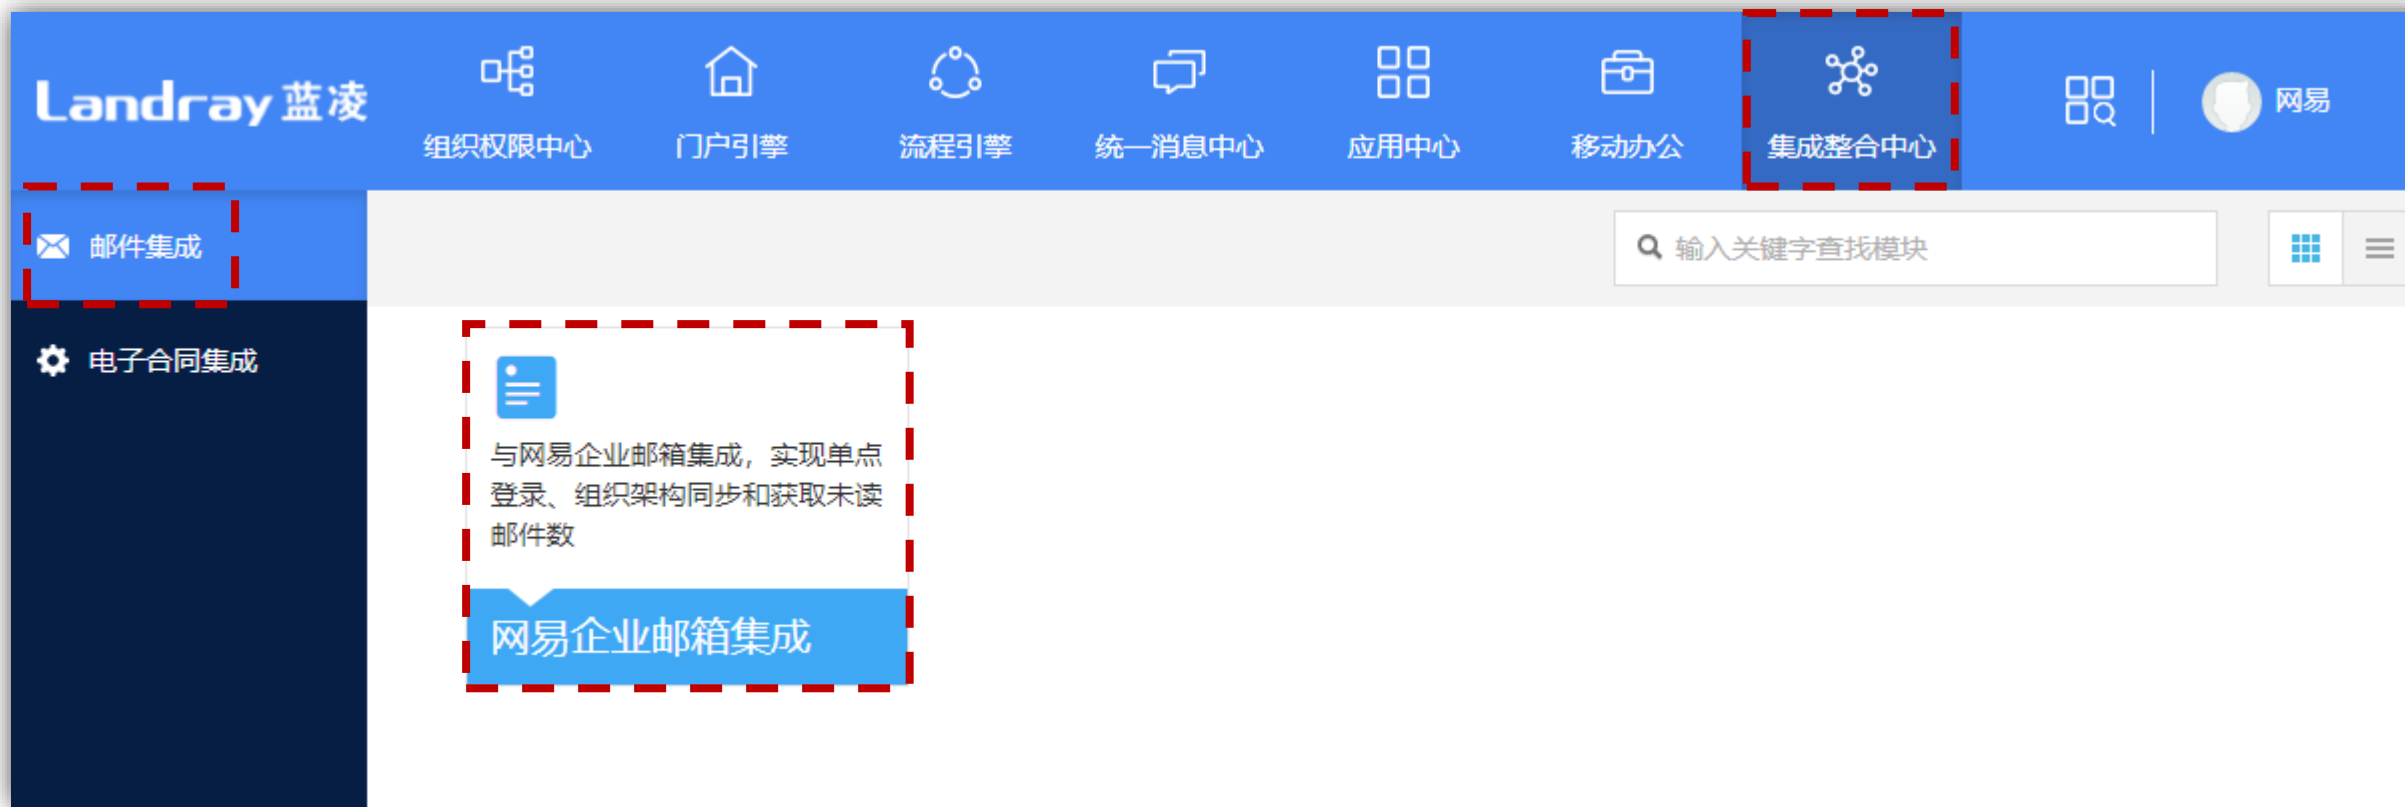 Landray 蓝凌
组织权限中心
门户引擎
流程引擎
统一消息中心
应用中心
移动办公
集成整合中心
网易
邮件集成
输入关键字查找模块
电子合同集成
与网易企业邮箱集成，实现单点
登录、组织架构同步和获取未读
邮件数
网易企业邮箱集成